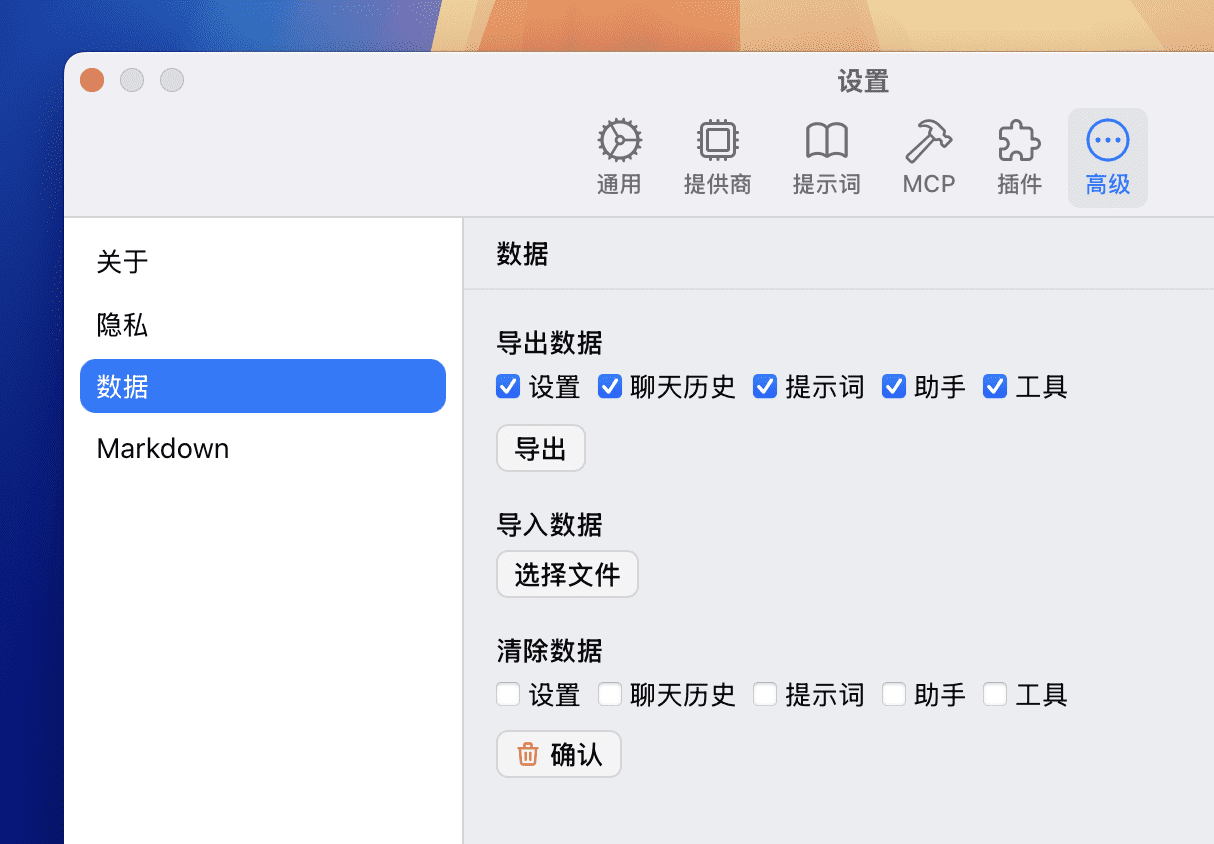 设置
通用 提供商 提示词 MCP 插件 高级
关于
隐私
数据
Markdown
数据
导出数据
设置 聊天历史 提示词 助手 工具
导出
导入数据
选择文件
清除数据
设置 聊天历史 提示词 助手 工具
确认